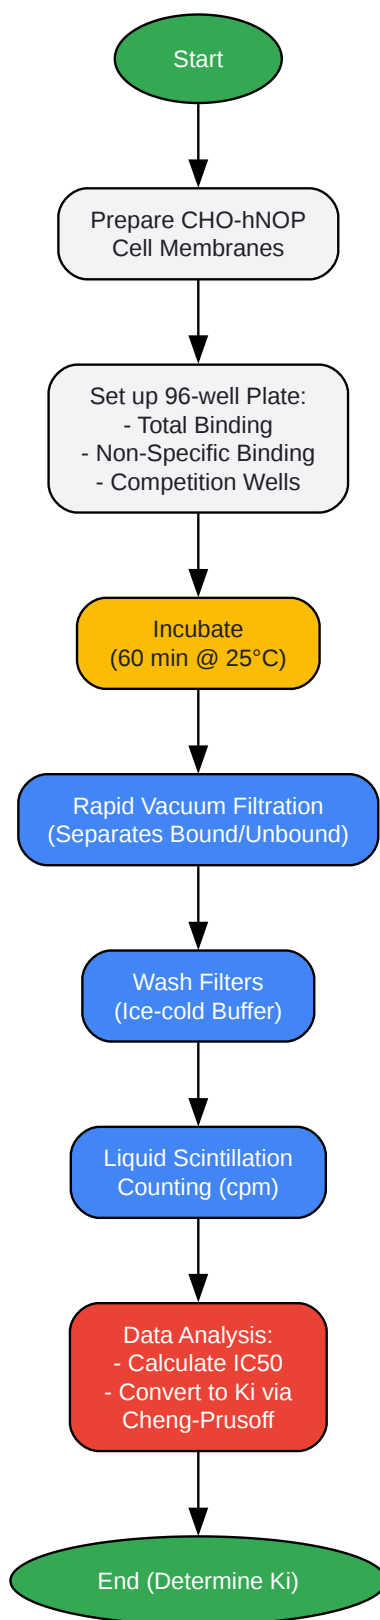 Start
Prepare CHO-hNOP
Cell Membranes
Set up 96-well Plate:
- Total Binding
- Non-Specific Binding
- Competition Wells
Incubate
(60 min @ 25°C)
Rapid Vacuum Filtration
(Separates Bound/Unbound)
Wash Filters
(Ice-cold Buffer)
Liquid Scintillation
Counting (cpm)
Data Analysis:
- Calculate IC50
- Convert to Ki via
Cheng-Prusoff
End (Determine Ki)